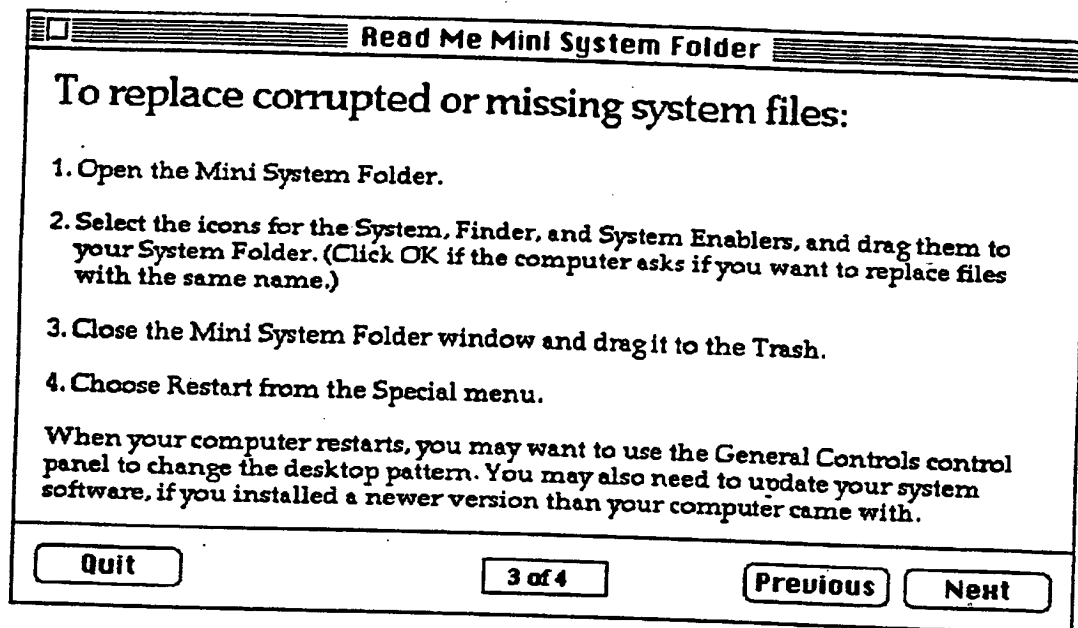 Read Me Mini System Folder
To replace corrupted or missing system files:
1. Open the Mini System Folder.
2. Select the icons for the System, Finder, and System Enablers, and drag them to
your System Folder. (Click OK if the computer asks if you want to replace files
with the same name.)
3. Close the Mini System Folder window and drag it to the Trash.
4. Choose Restart from the Special menu.
When your computer restarts, you may want to use the General Controls control
panel to change the desktop pattern. You may also need to update your system
software, if you installed a newer version than your computer came with.
Quit
3 of 4
Previous
Next